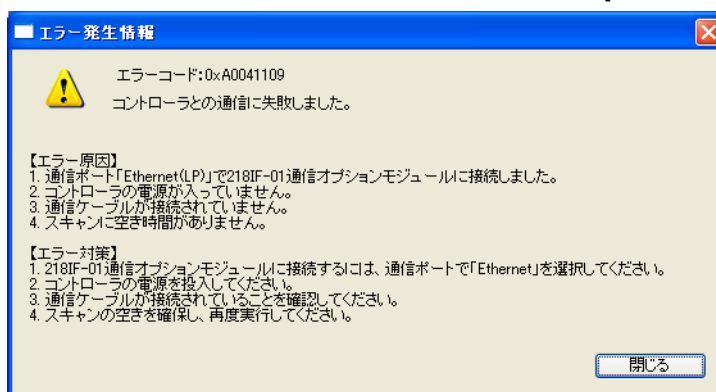 エラー発生情報
エラーコード:0xA0041109
コントローラとの通信に失敗しました。
【エラー原因】
1. 通信ポート「Ethernet(LP)」で218IF-01通信オプションモジュールに接続しました。
2. コントローラの電源が入っていません。
3. 通信ケーブルが接続されていません。
4. スキャンに空き時間がありません。
【エラー対策】
1. 218IF-01通信オプションモジュールに接続するには、通信ポートで「Ethernet」を選択してください。
2. コントローラの電源を投入してください。
3. 通信ケーブルが接続されていることを確認してください。
4. スキャンの空きを確保し、再度実行してください。
閉じる